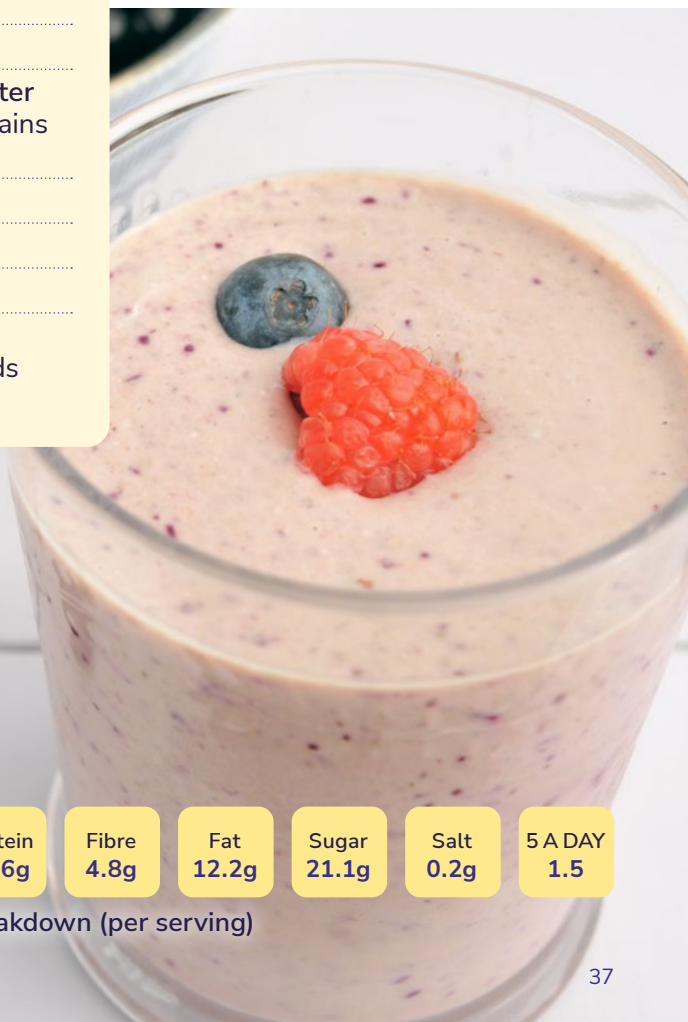 ter
ains
ds
tein Fibre Fat Sugar Salt 5 A DAY
6g 4.8g 12.2g 21.1g 0.2g 1.5
akdown (per serving)
37